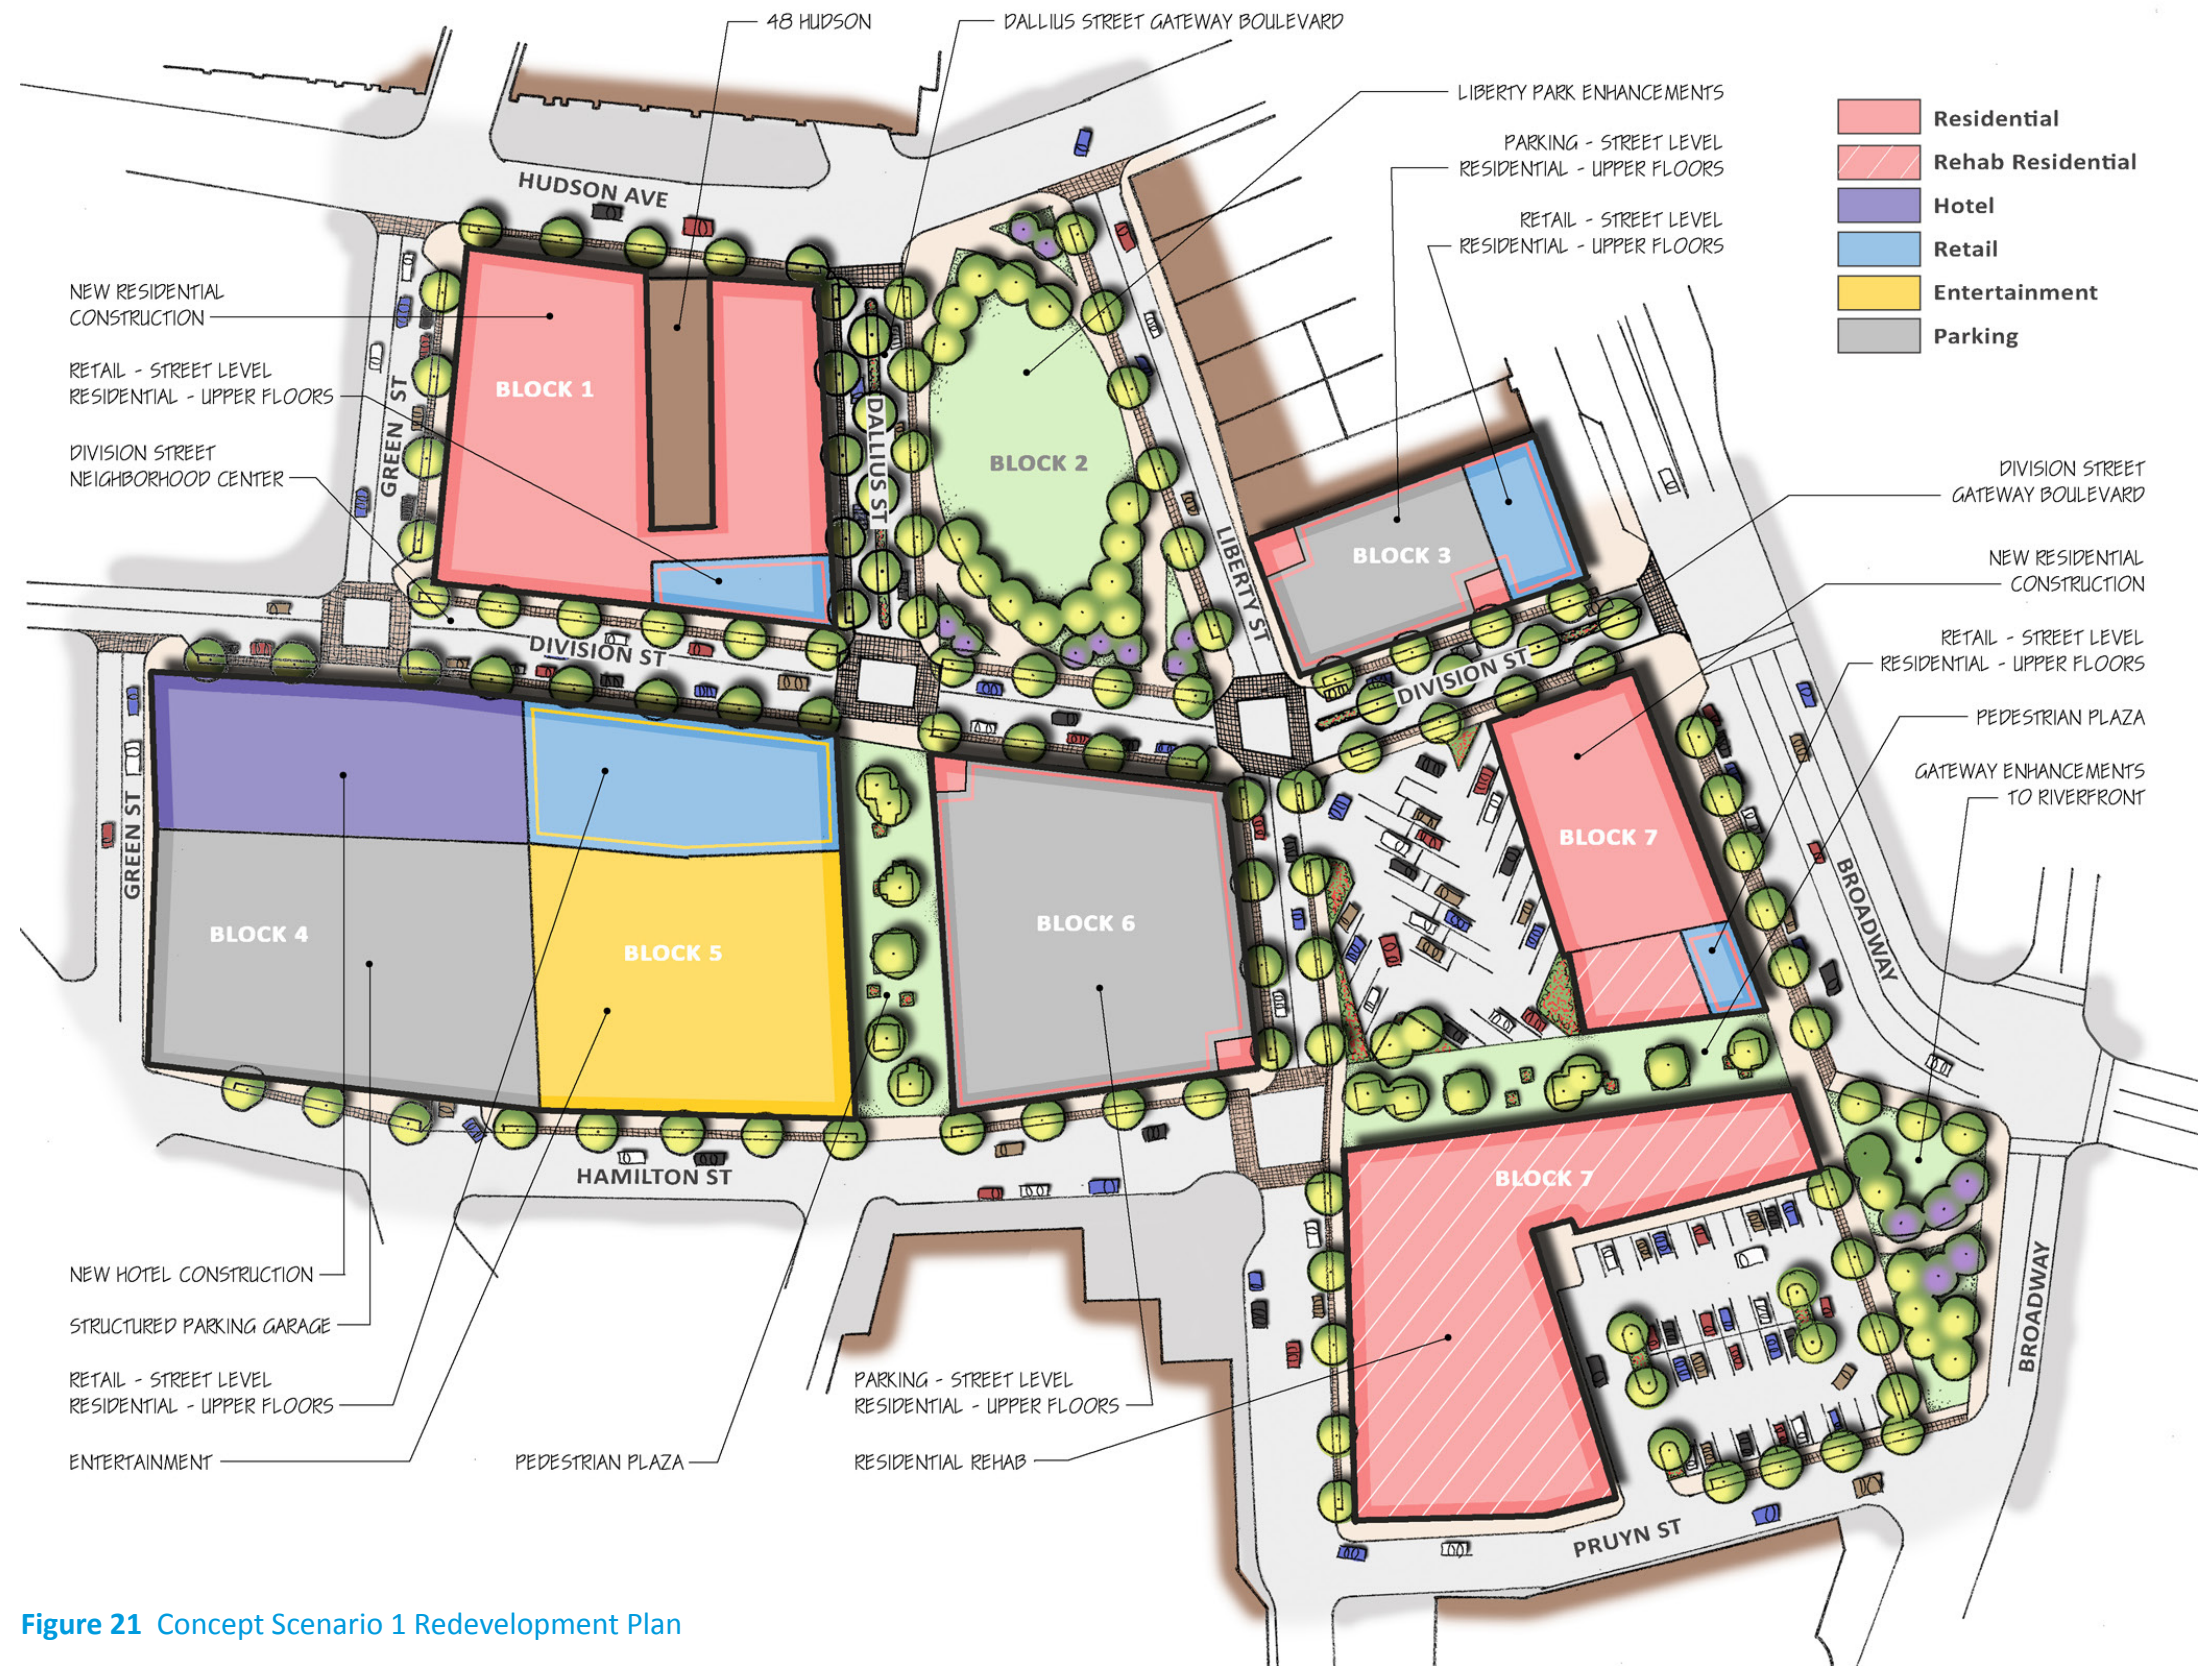 48 HUDSON
DALLIUS STREET GATEWAY BOULEVARD
LIBERTY PARK ENHANCEMENTS
PARKING - STREET LEVEL
RESIDENTIAL - UPPER FLOORS
RETAIL - STREET LEVEL
RESIDENTIAL - UPPER FLOORS
Residential
Rehab Residential
Hotel
Retail
Entertainment
Parking
HUDSON AVE
NEW RESIDENTIAL
CONSTRUCTION
RETAIL - STREET LEVEL
RESIDENTIAL - UPPER FLOORS
DIVISION STREET
NEIGHBORHOOD CENTER
GREEN ST
BLOCK 1
DALLIUS ST
BLOCK 2
LIBERTY ST
BLOCK 3
DIVISION STREET
GATEWAY BOULEVARD
NEW RESIDENTIAL
CONSTRUCTION
RETAIL - STREET LEVEL
RESIDENTIAL - UPPER FLOORS
PEDESTRIAN PLAZA
GATEWAY ENHANCEMENTS
TO RIVERFRONT
DIVISION ST
DIVISION ST
GREEN ST
BLOCK 4
BLOCK 5
BLOCK 6
BLOCK 7
BROADWAY
HAMILTON ST
BLOCK 7
BROADWAY
NEW HOTEL CONSTRUCTION
STRUCTURED PARKING GARAGE
RETAIL - STREET LEVEL
RESIDENTIAL - UPPER FLOORS
ENTERTAINMENT
PEDESTRIAN PLAZA
PARKING - STREET LEVEL
RESIDENTIAL - UPPER FLOORS
RESIDENTIAL REHAB
PRUYN ST
Figure 21 Concept Scenario 1 Redevelopment Plan